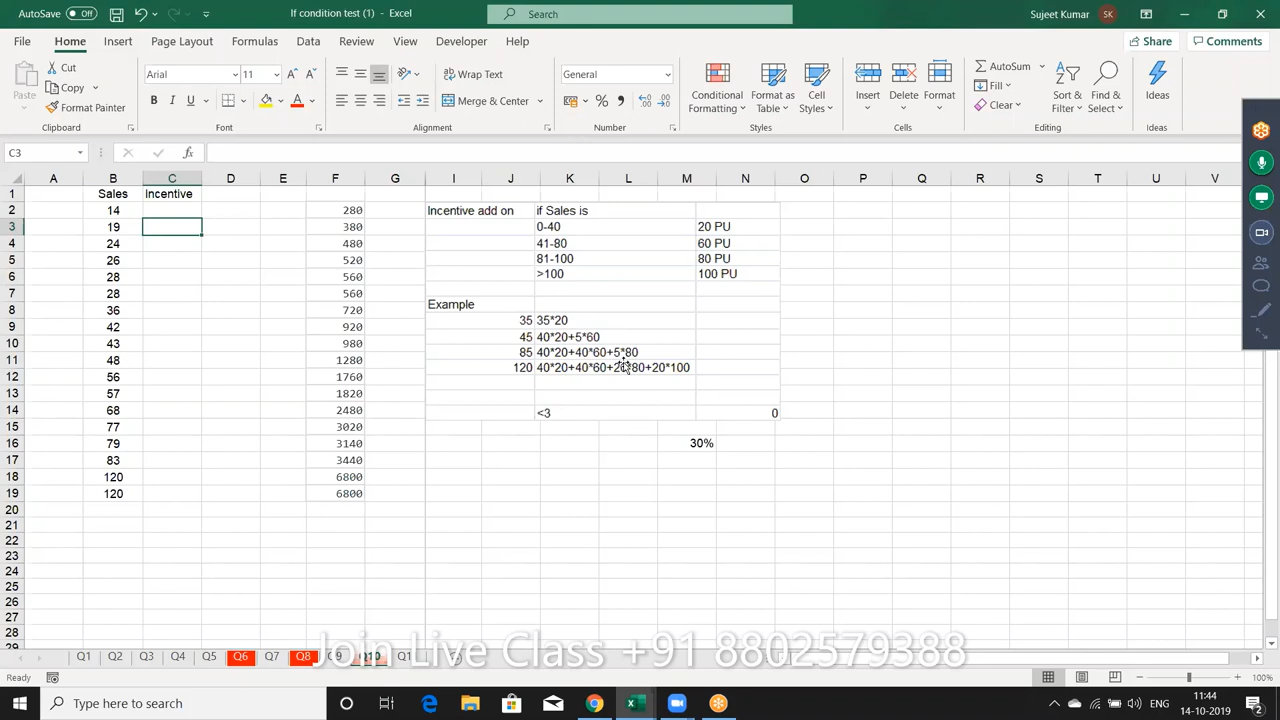 AutoSave Off If condition test (1) - Excel Search Sujeet Kumar SK
File Home Insert Page Layout Formulas Data Review View Developer Help Share Comments
Paste Cut Copy Format Painter Clipboard
Arial 11 B I U A Font
Wrap Text Merge & Center Alignment
General % Number
Conditional Formatting Format as Table Cell Styles Styles
Insert Delete Format Cells
AutoSum Fill Clear Sort & Filter Find & Select Editing
Ideas Ideas
C3 fx
A B C D E F G I J K L M N O P Q R S T U V
1 Sales Incentive
2 14 280 Incentive add on if Sales is
3 19 380 0-40 20 PU
4 24 480 41-80 60 PU
5 26 520 81-100 80 PU
6 28 560 >100 100 PU
7 28 560
8 36 720 Example
9 42 920 35 35*20
10 43 980 45 40*20+5*60
11 48 1280 85 40*20+40*60+5*80
12 56 1760 120 40*20+40*60+20*80+20*100
13 57 1820
14 68 2480 <3 0
15 77 3020
16 79 3140 30%
17 83 3440
18 120 6800
19 120 6800
20
21
22
23
24
25
26
27
28
29
Q1 Q2 Q3 Q4 Q5 Q6 Q7 Q8 Q9 Q10
Join Live Class +91 8802579388
Ready 100%
Type here to search ENG 11:44
14-10-2019 2